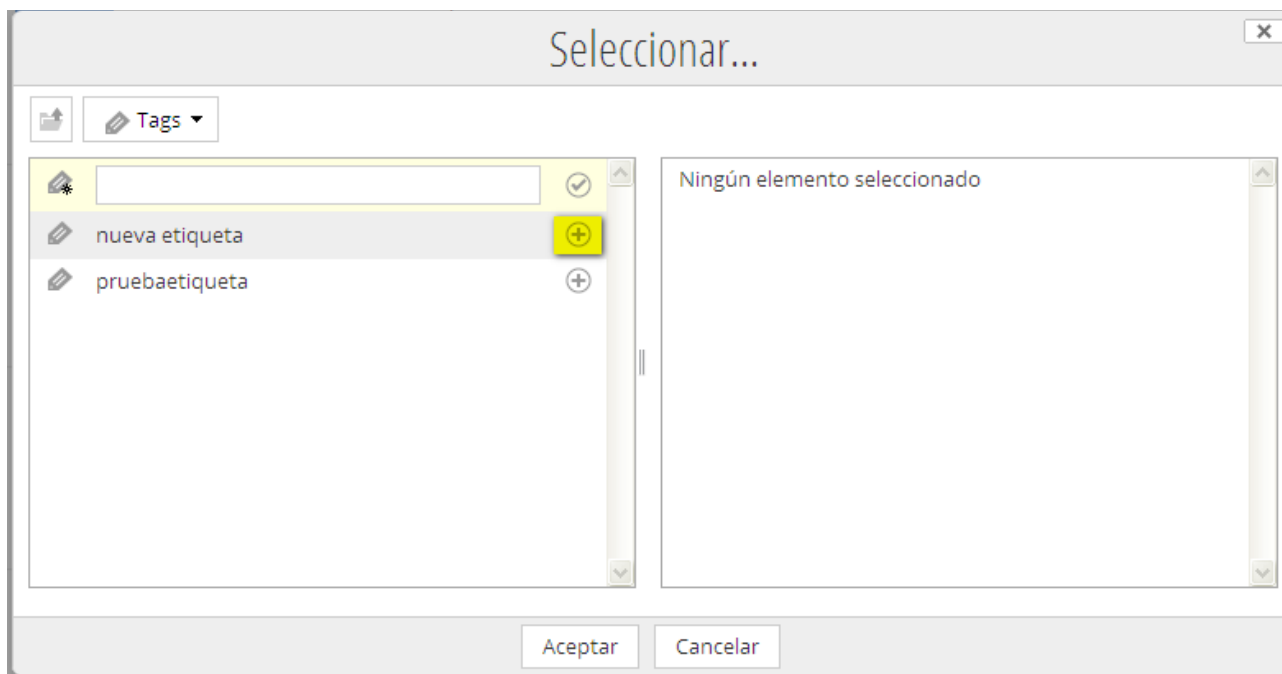 Seleccionar...
Tags
Ningún elemento seleccionado
nueva etiqueta
pruebaetiqueta
Aceptar
Cancelar